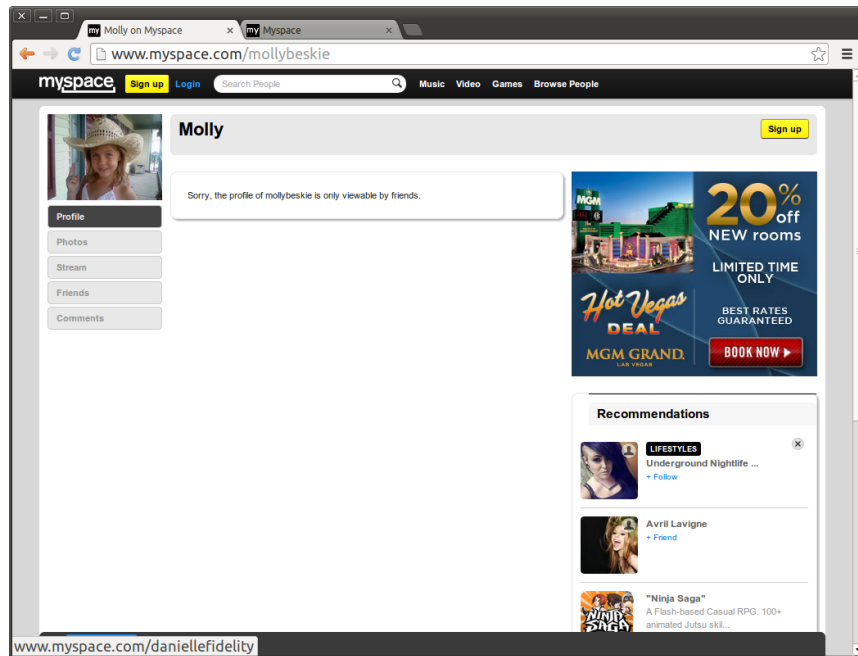 Molly on Myspace
my Myspace
www.myspace.com/mollybeskie
myspace Sign up Login Search People Music Video Games Browse People
Molly
Sign up
Sorry, the profile of mollybeskie is only viewable by friends.
Profile
Photos
Stream
Friends
Comments
MGM
20% off
NEW rooms
LIMITED TIME
ONLY
Hot Vegas
DEAL
BEST RATES
GUARANTEED
MGM GRAND.
LAS VEGAS
BOOK NOW
Recommendations
LIFESTYLES
Underground Nightlife ...
+ Follow
Avril Lavigne
+ Friend
NINJA
SAGA
"Ninja Saga"
A Flash-based Casual RPG. 100+
animated Jutsu skil...
www.myspace.com/daniellefidelity